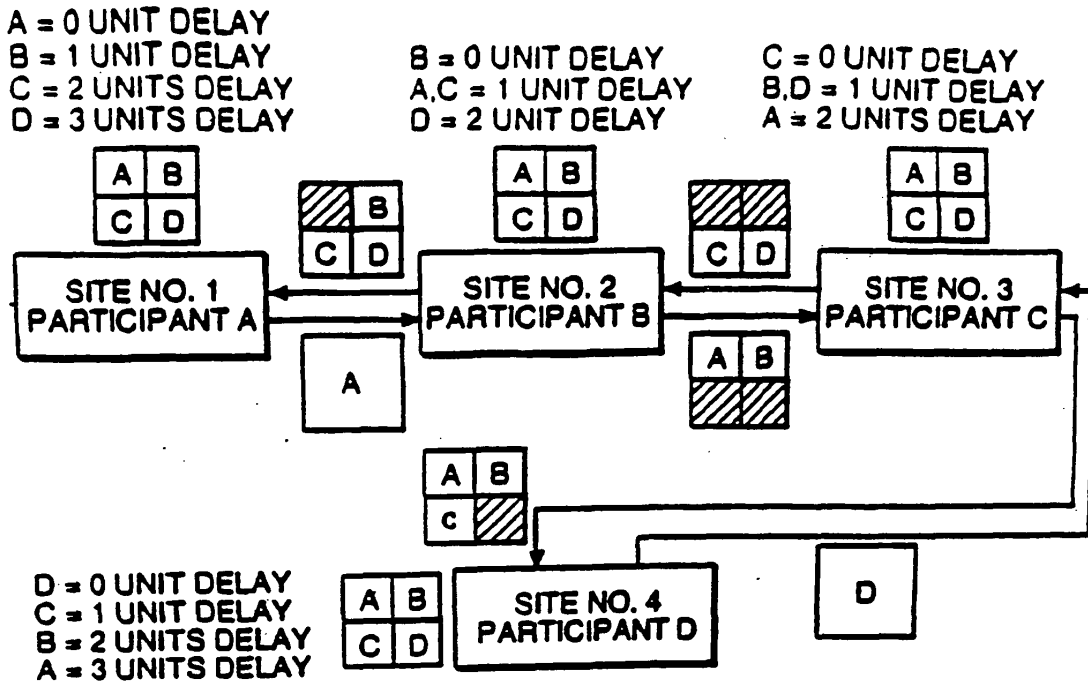 A = 0 UNIT DELAY
B = 1 UNIT DELAY
C = 2 UNITS DELAY
D = 3 UNITS DELAY
B = 0 UNIT DELAY
A,C = 1 UNIT DELAY
D = 2 UNIT DELAY
C = 0 UNIT DELAY
B,D = 1 UNIT DELAY
A = 2 UNITS DELAY
A B
C D
B
C D
A B
C D
C D
A B
C D
SITE NO. 1
PARTICIPANT A
SITE NO. 2
PARTICIPANT B
SITE NO. 3
PARTICIPANT C
A
A B
A B
C
D = 0 UNIT DELAY
C = 1 UNIT DELAY
B = 2 UNITS DELAY
A = 3 UNITS DELAY
A B
C D
SITE NO. 4
PARTICIPANT D
D